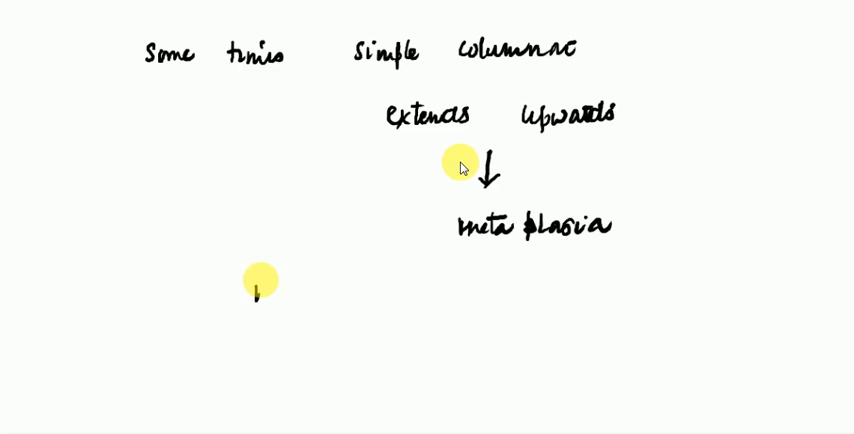 some times simple columnar
extends upwards
↓
meta plasia